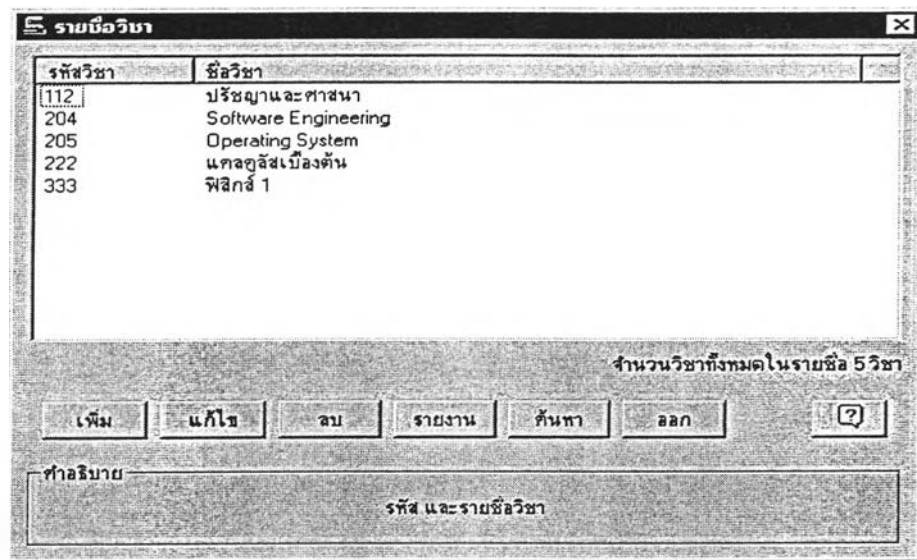 รายชื่อวิชา
รหัสวิชา ชื่อวิชา
112 ปรัชญาและศาสนา
204 Software Engineering
205 Operating System
222 แคลคูลัสเบื้องต้น
333 ฟิสิกส์ 1
จำนวนวิชาทั้งหมดในรายชื่อ 5 วิชา
เพิ่ม แก้ไข ลบ รายงาน ค้นหา ออก ?
คำอธิบาย
รหัส และรายชื่อวิชา